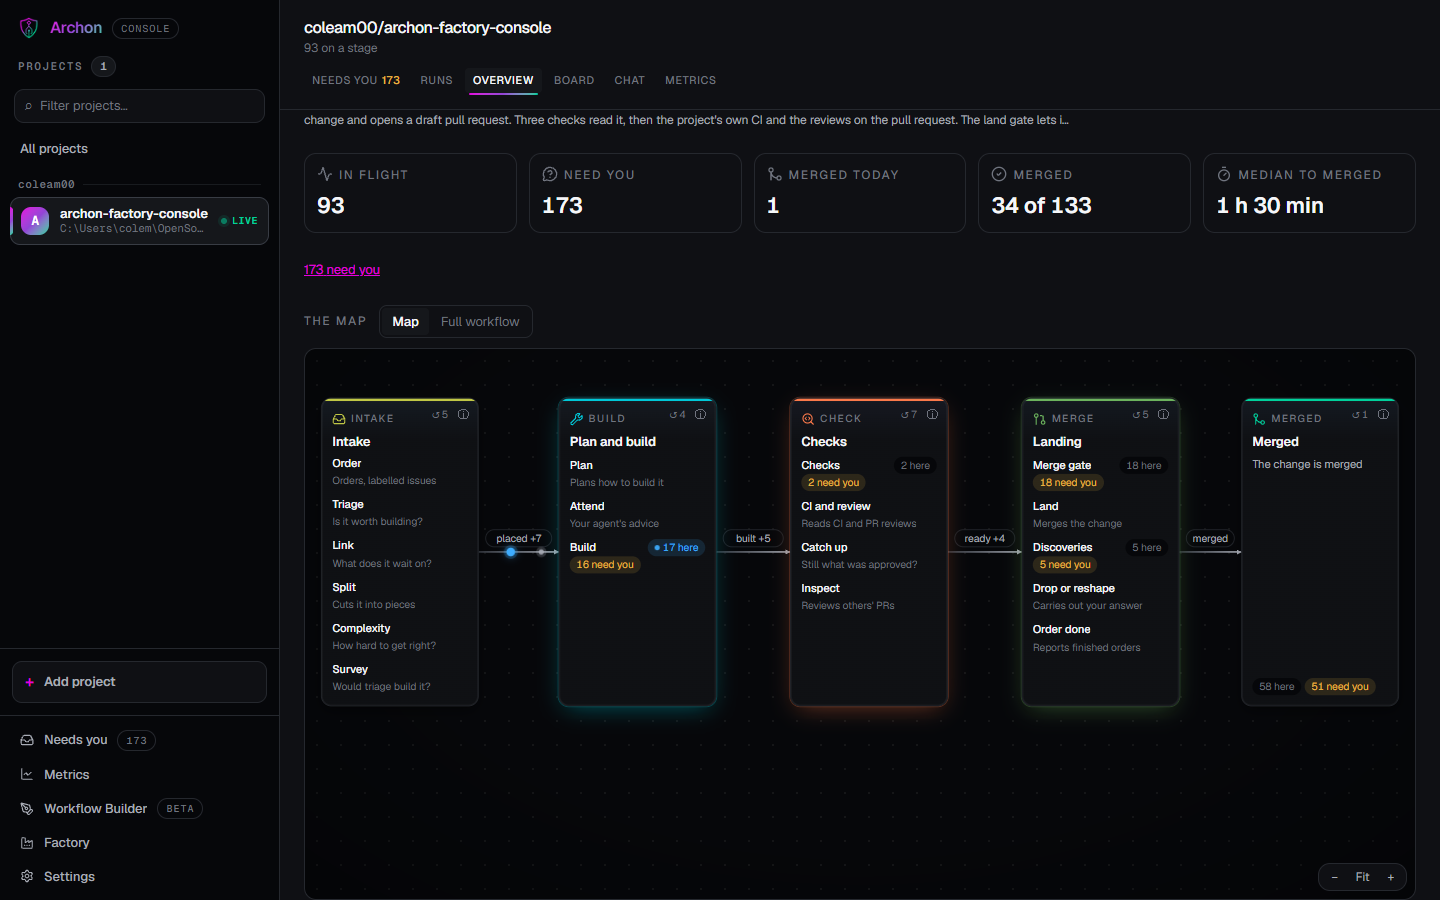 Archon
CONSOLE
PROJECTS 1
Filter projects...
All projects
coleam00
A
archon-factory-console
C:\Users\colem\OpenSo…
LIVE
+ Add project
Needs you 173
Metrics
Workflow Builder BETA
Factory
Settings
coleam00/archon-factory-console
93 on a stage
NEEDS YOU 173 RUNS OVERVIEW BOARD CHAT METRICS
change and opens a draft pull request. Three checks read it, then the project's own CI and the reviews on the pull request. The land gate lets i…
IN FLIGHT
93
NEED YOU
173
MERGED TODAY
1
MERGED
34 of 133
MEDIAN TO MERGED
1 h 30 min
173 need you
THE MAP Map Full workflow
INTAKE ↺ 5
Intake
Order
Orders, labelled issues
Triage
Is it worth building?
Link
What does it wait on?
Split
Cuts it into pieces
Complexity
How hard to get right?
Survey
Would triage build it?
placed +7
BUILD ↺ 4
Plan and build
Plan
Plans how to build it
Attend
Your agent's advice
Build 17 here
16 need you
built +5
CHECK ↺ 7
Checks
Checks 2 here
2 need you
CI and review
Reads CI and PR reviews
Catch up
Still what was approved?
Inspect
Reviews others' PRs
ready +4
MERGE ↺ 5
Landing
Merge gate 18 here
18 need you
Land
Merges the change
Discoveries 5 here
5 need you
Drop or reshape
Carries out your answer
Order done
Reports finished orders
merged
MERGED ↺ 1
Merged
The change is merged
58 here 51 need you
− Fit +